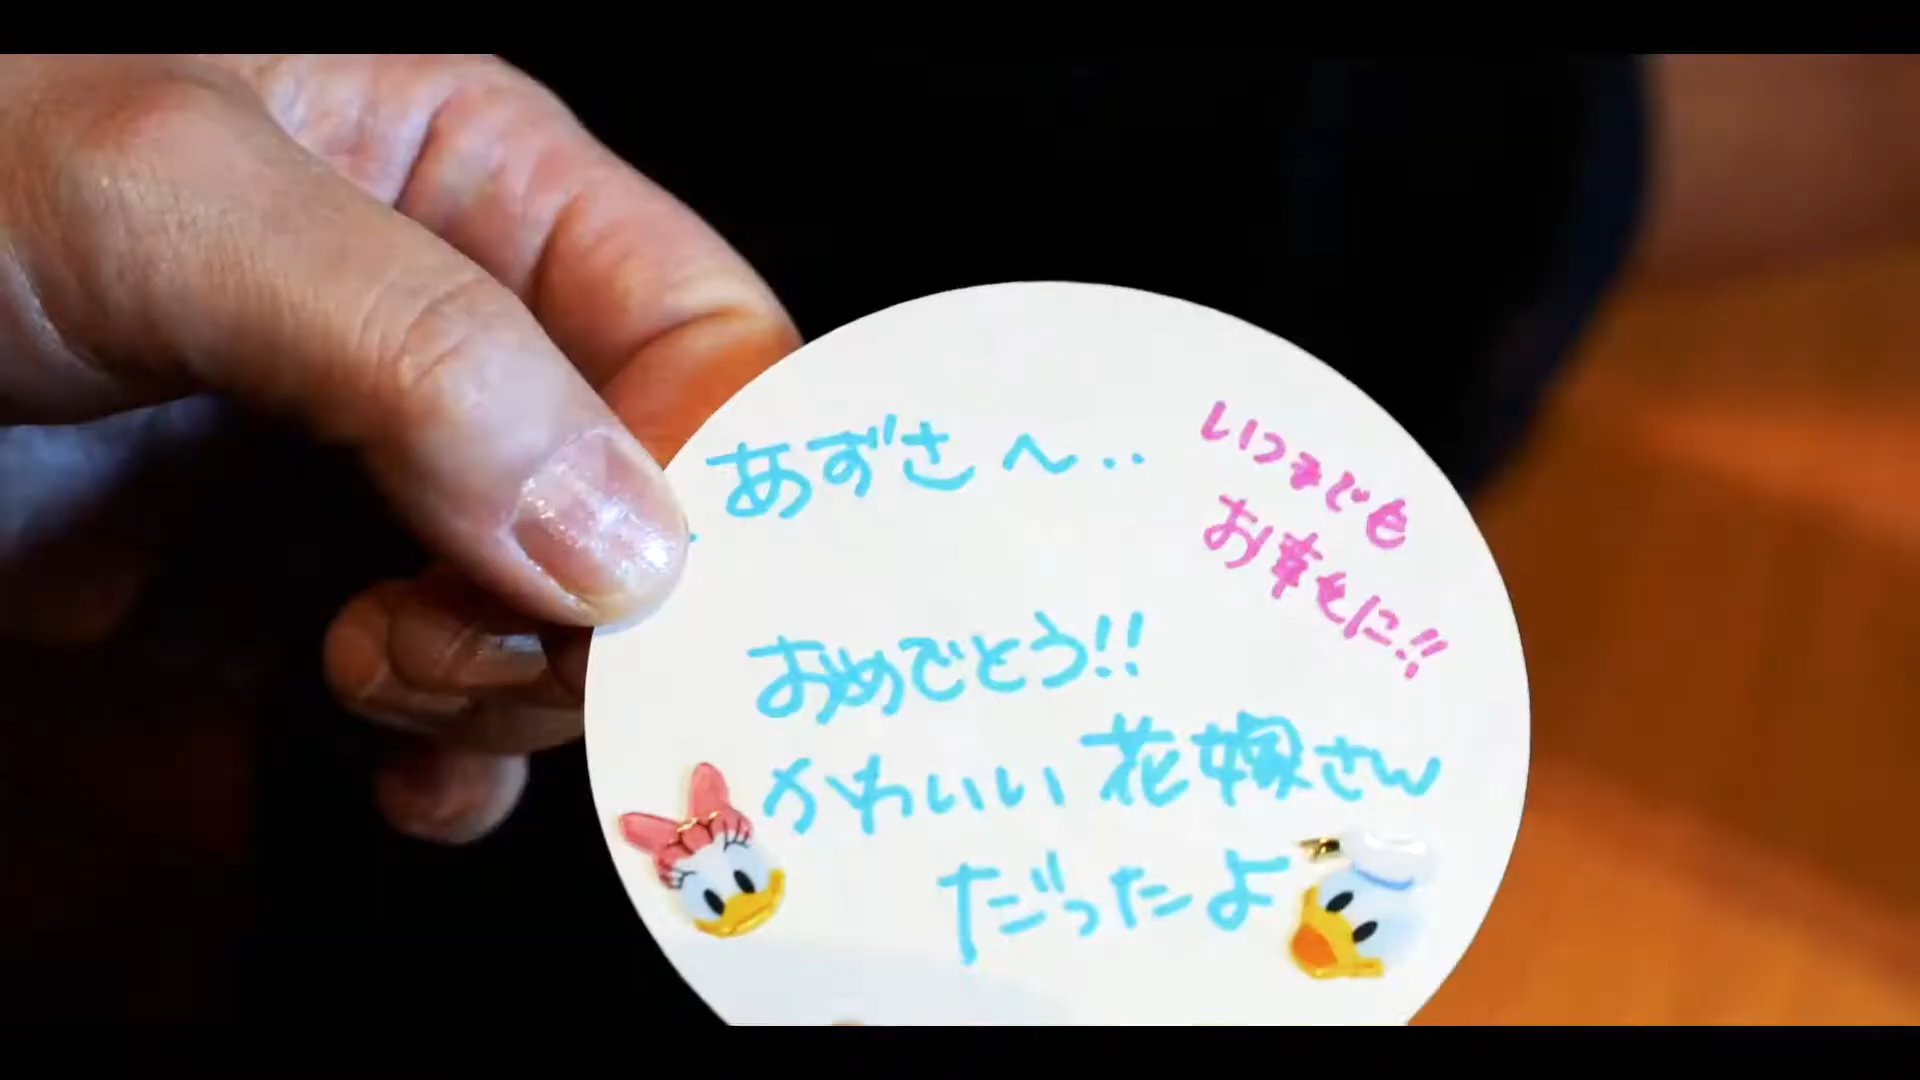 あずさ〜‥
おめでとう!!
かわいい花嫁さん
だったよ
いつまでも
お幸せに!!